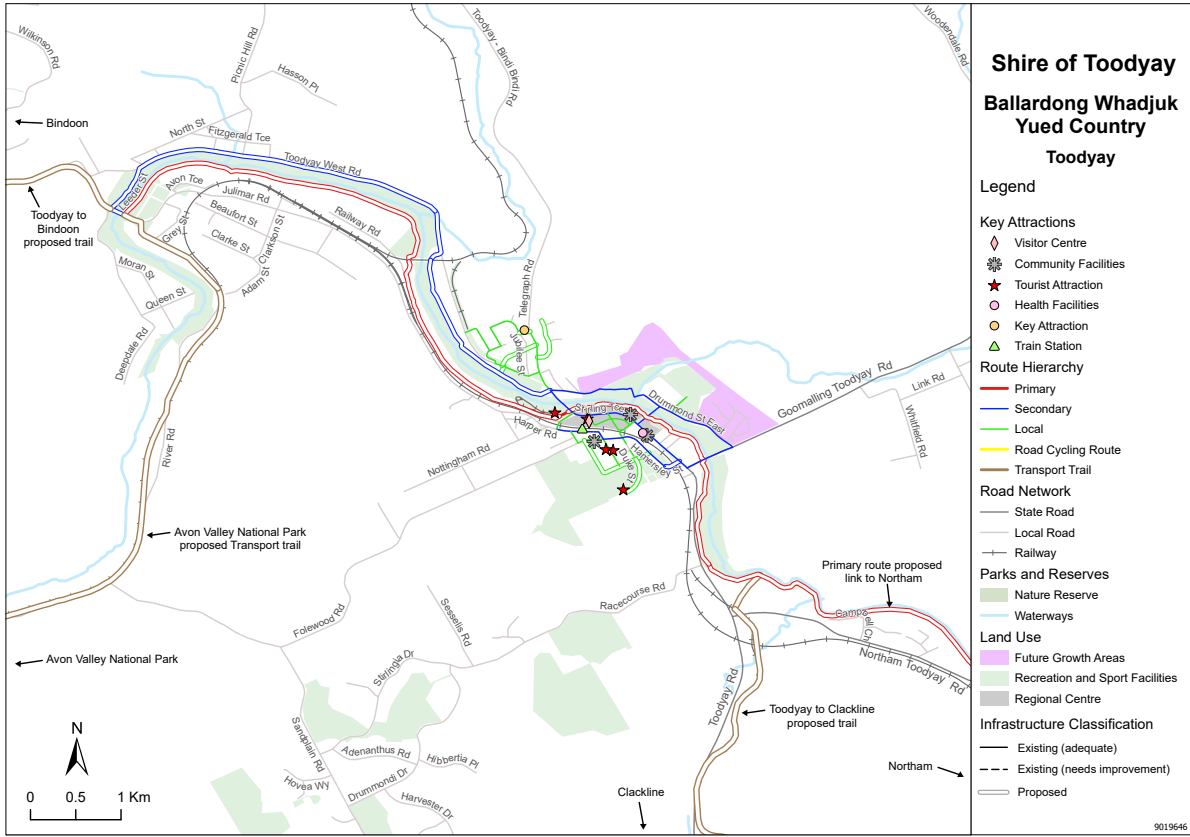 Wilkinson Rd
Picnic Hill Rd
Hasson Pl
Toodyay - Bindi Bindi Rd
Woodendale Rd
Bindoon
North St
Fitzgerald Tce
Toodyay West Rd
Leeder St
Avon Tce
Julimar Rd
Toodyay to
Bindoon
proposed trail
Beaufort St
Railway Rd
Grey St
Clarke St
Clarkson St
Moran St
Adam St
Queen St
Telegraph Rd
Jubilee St
Deepdale Rd
Goomalling Toodyay Rd
Link Rd
Stirling Tce
Drummond St East
Whitfield Rd
Harper Rd
Nottingham Rd
Duke St
Hamersley St
River Rd
Avon Valley National Park
proposed Transport trail
Primary route proposed
link to Northam
Racecourse Rd
Sesselis Rd
Folewood Rd
Campbell Ch
Avon Valley National Park
Stirlingia Dr
Northam Toodyay Rd
Toodyay Rd
Toodyay to Clackline
proposed trail
Sandplain Rd
Adenanthus Rd
Hibbertia Pl
Hovea Wy
Drummondi Dr
Harvester Dr
Northam
Clackline
N
0 0.5 1 Km
Shire of Toodyay
Ballardong Whadjuk
Yued Country
Toodyay
Legend
Key Attractions
Visitor Centre
Community Facilities
Tourist Attraction
Health Facilities
Key Attraction
Train Station
Route Hierarchy
Primary
Secondary
Local
Road Cycling Route
Transport Trail
Road Network
State Road
Local Road
Railway
Parks and Reserves
Nature Reserve
Waterways
Land Use
Future Growth Areas
Recreation and Sport Facilities
Regional Centre
Infrastructure Classification
Existing (adequate)
Existing (needs improvement)
Proposed
9019646